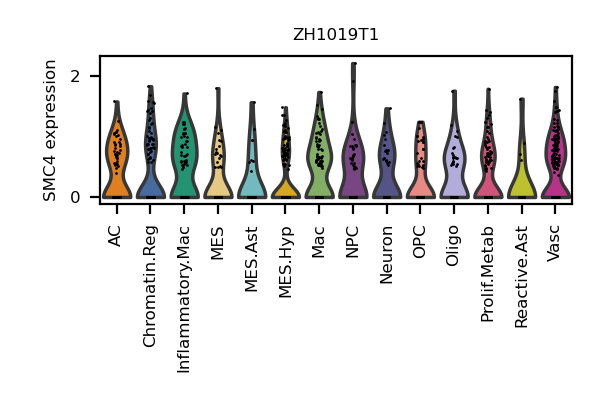 ZH1019T1
SMC4 expression
2
0
AC
Chromatin.Reg
Inflammatory.Mac
MES
MES.Ast
MES.Hyp
Mac
NPC
Neuron
OPC
Oligo
Prolif.Metab
Reactive.Ast
Vasc